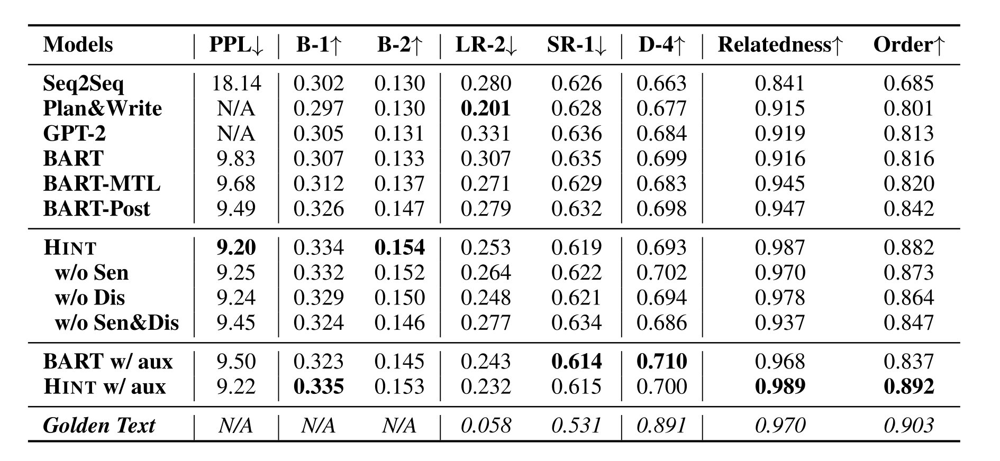 Models PPL↓ B-1↑ B-2↑ LR-2↓ SR-1↓ D-4↑ Relatedness↑ Order↑
Seq2Seq 18.14 0.302 0.130 0.280 0.626 0.663 0.841 0.685
Plan&Write N/A 0.297 0.130 0.201 0.628 0.677 0.915 0.801
GPT-2 N/A 0.305 0.131 0.331 0.636 0.684 0.919 0.813
BART 9.83 0.307 0.133 0.307 0.635 0.699 0.916 0.816
BART-MTL 9.68 0.312 0.137 0.271 0.629 0.683 0.945 0.820
BART-Post 9.49 0.326 0.147 0.279 0.632 0.698 0.947 0.842
HINT 9.20 0.334 0.154 0.253 0.619 0.693 0.987 0.882
w/o Sen 9.25 0.332 0.152 0.264 0.622 0.702 0.970 0.873
w/o Dis 9.24 0.329 0.150 0.248 0.621 0.694 0.978 0.864
w/o Sen&Dis 9.45 0.324 0.146 0.277 0.634 0.686 0.937 0.847
BART w/ aux 9.50 0.323 0.145 0.243 0.614 0.710 0.968 0.837
HINT w/ aux 9.22 0.335 0.153 0.232 0.615 0.700 0.989 0.892
Golden Text N/A N/A N/A 0.058 0.531 0.891 0.970 0.903